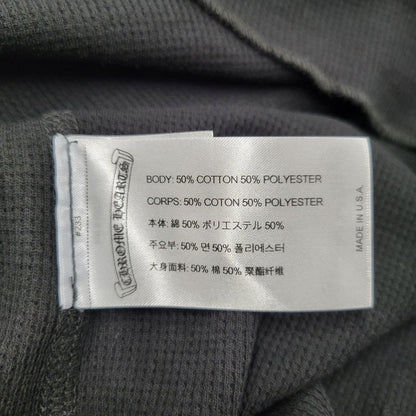 BODY: 50% COTTON 50% POLYESTER
CORPS: 50% COTON 50% POLYESTER
本体: 綿 50% ポリエステル 50%
주요부: 50% 면 50% 폴리에스터
大身面料: 50% 棉 50% 聚酯纤维
CHROME HEARTS
#233
MADE IN U.S.A.